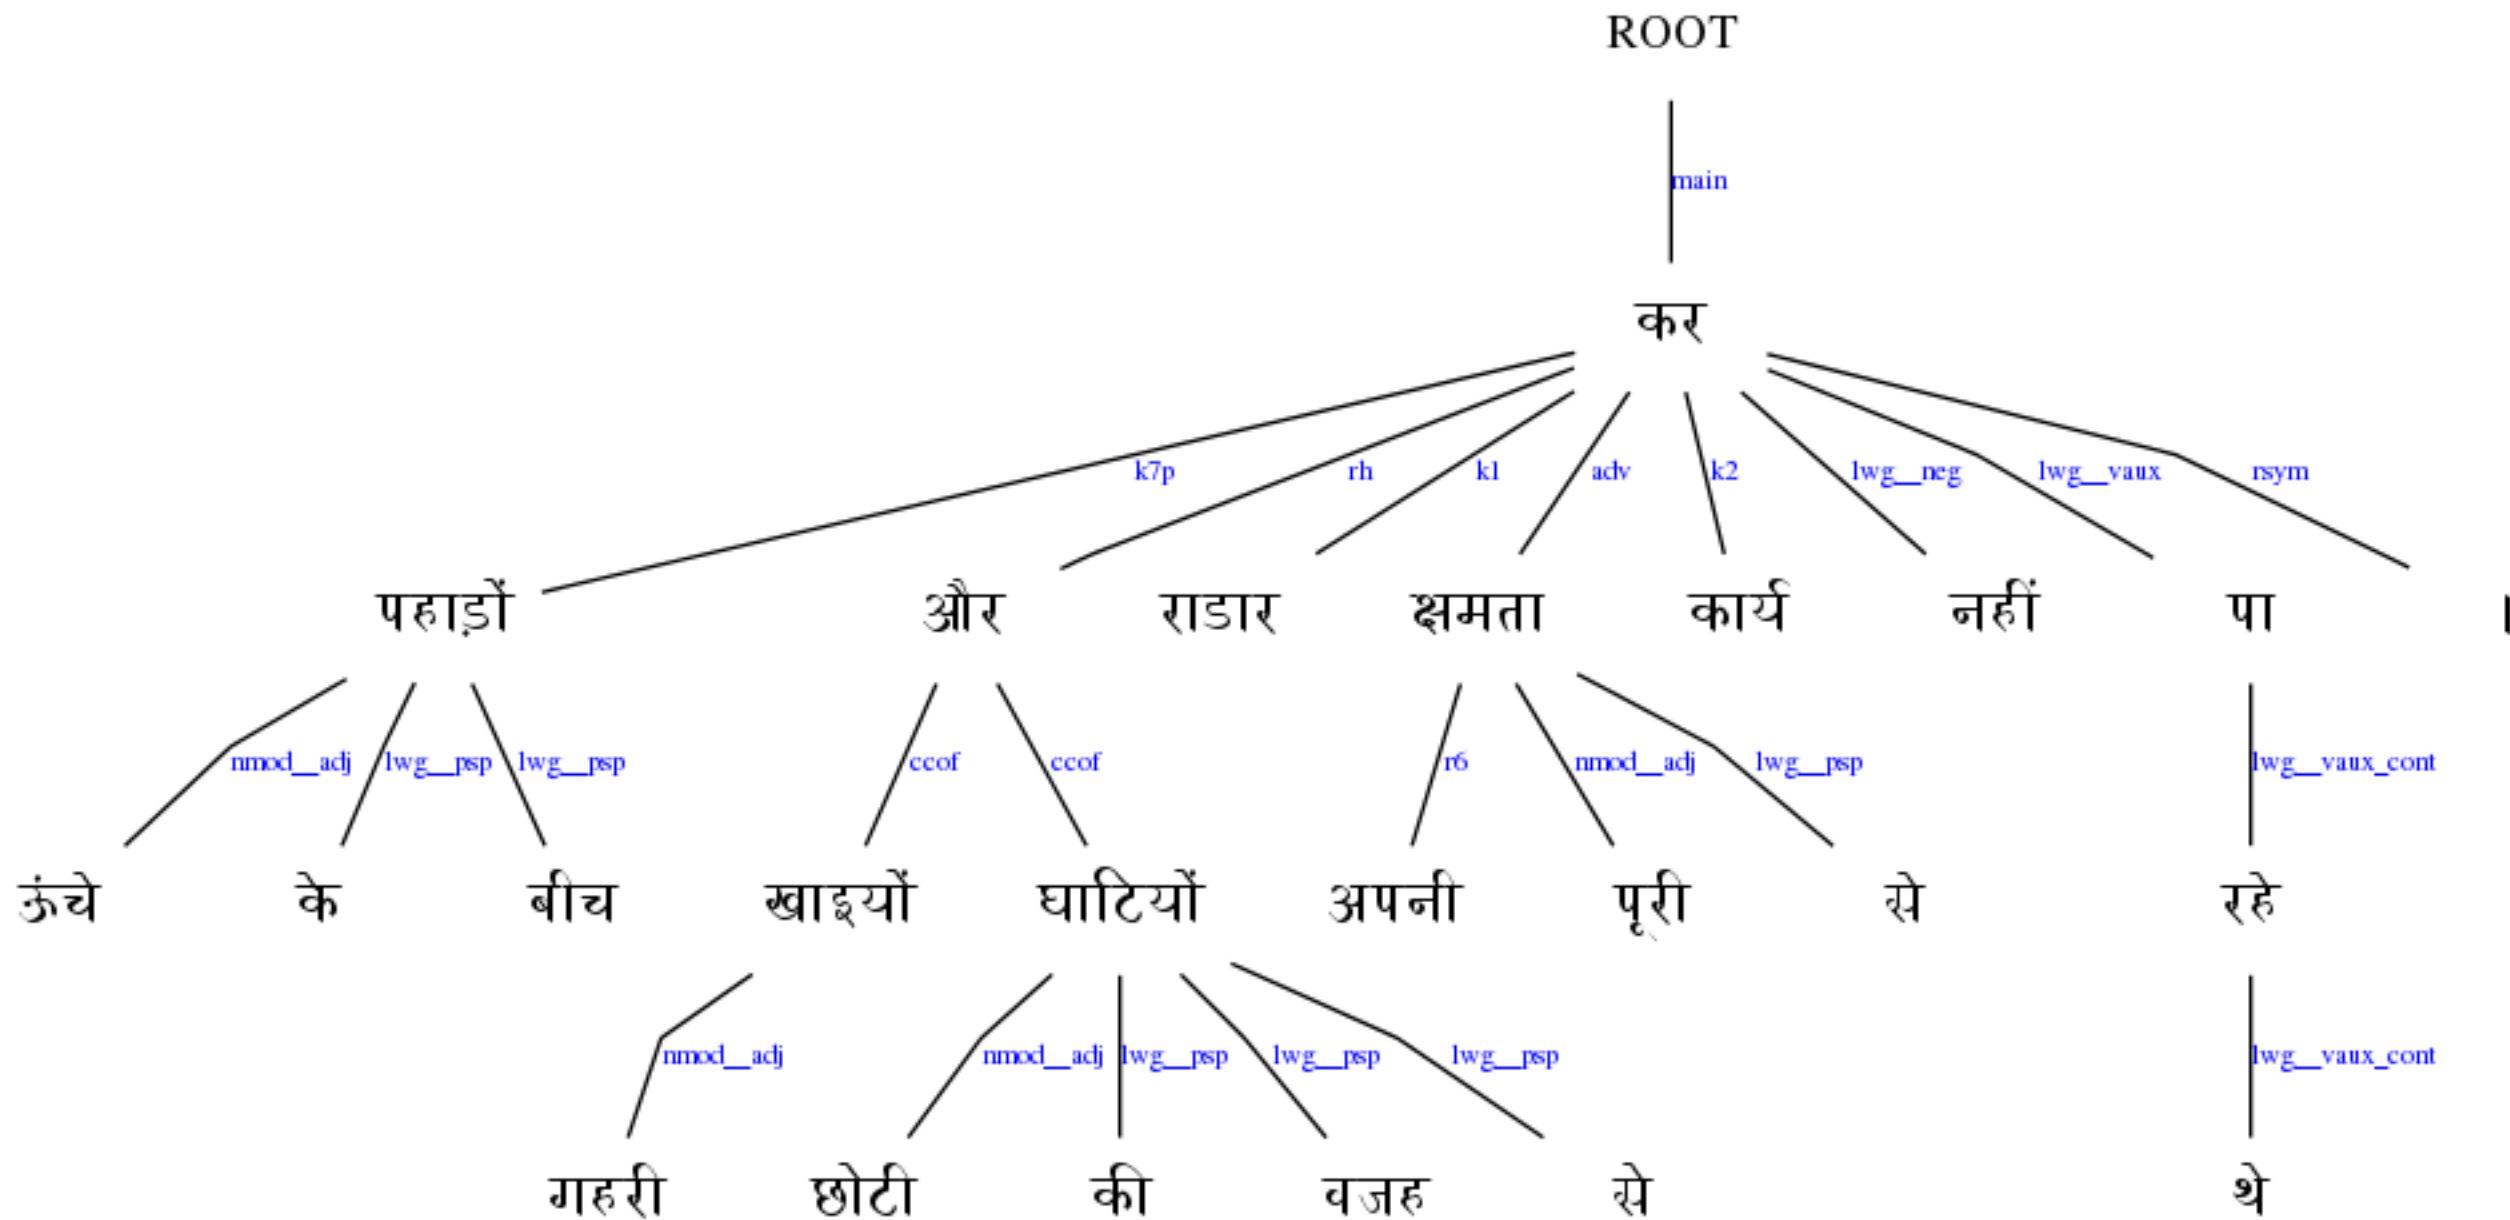 ROOT
main
कर
k7p rh k1 adv k2 lwg__neg lwg__vaux rsym
पहाड़ों और राडार क्षमता कार्य नहीं पा ।
nmod__adj lwg__psp lwg__psp ccof ccof r6 nmod__adj lwg__psp lwg__vaux_cont
ऊंचे के बीच खाइयों घाटियों अपनी पूरी से रहे
nmod__adj nmod__adj lwg__psp lwg__psp lwg__psp lwg__vaux_cont
गहरी छोटी की वजह से थे